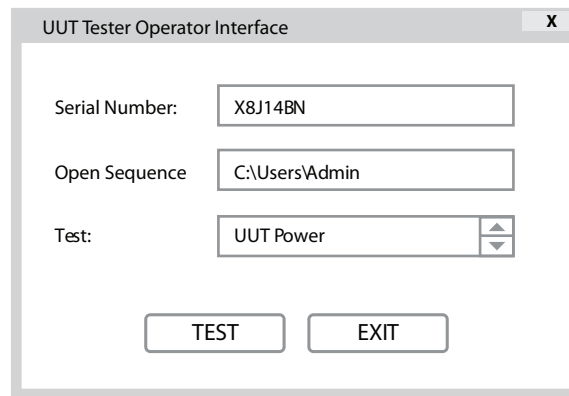 UUT Tester Operator Interface X
Serial Number: X8J14BN
Open Sequence C:\Users\Admin
Test: UUT Power
TEST EXIT